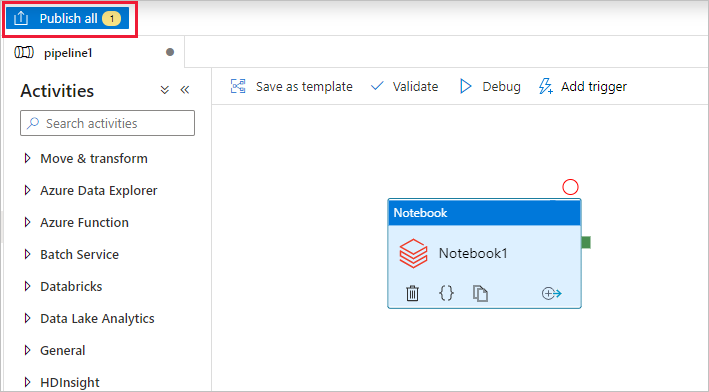 Publish all 1
pipeline1
Activities
Search activities
Move & transform
Azure Data Explorer
Azure Function
Batch Service
Databricks
Data Lake Analytics
General
HDInsight
Save as template Validate Debug Add trigger
Notebook
Notebook1
{}